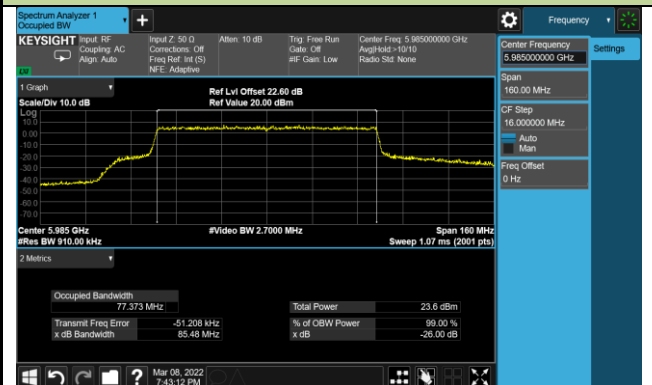 Spectrum Analyzer 1
Occupied BW
Frequency
KEYSIGHT
Input: RF
Coupling: AC
Align: Auto
Input Z: 50 Ω
Corrections: Off
Freq Ref: Int (S)
NFE: Adaptive
Atten: 10 dB
Trig: Free Run
Gate: Off
#IF Gain: Low
Center Freq: 5.985000000 GHz
Avg|Hold:>10/10
Radio Std: None
Center Frequency
5.985000000 GHz
Settings
Span
160.00 MHz
CF Step
16.000000 MHz
Auto
Man
Freq Offset
0 Hz
1 Graph
Scale/Div 10.0 dB
Ref Lvl Offset 22.60 dB
Ref Value 20.00 dBm
Log
10.0
0.00
-10.0
-20.0
-30.0
-40.0
-50.0
-60.0
-70.0
Center 5.985 GHz
#Video BW 2.7000 MHz
Span 160 MHz
#Res BW 910.00 kHz
Sweep 1.07 ms (2001 pts)
2 Metrics
Occupied Bandwidth
77.373 MHz
Total Power 23.6 dBm
Transmit Freq Error -51.208 kHz
% of OBW Power 99.00 %
x dB Bandwidth 85.48 MHz
x dB -26.00 dB
?
Mar 08, 2022
7:43:12 PM